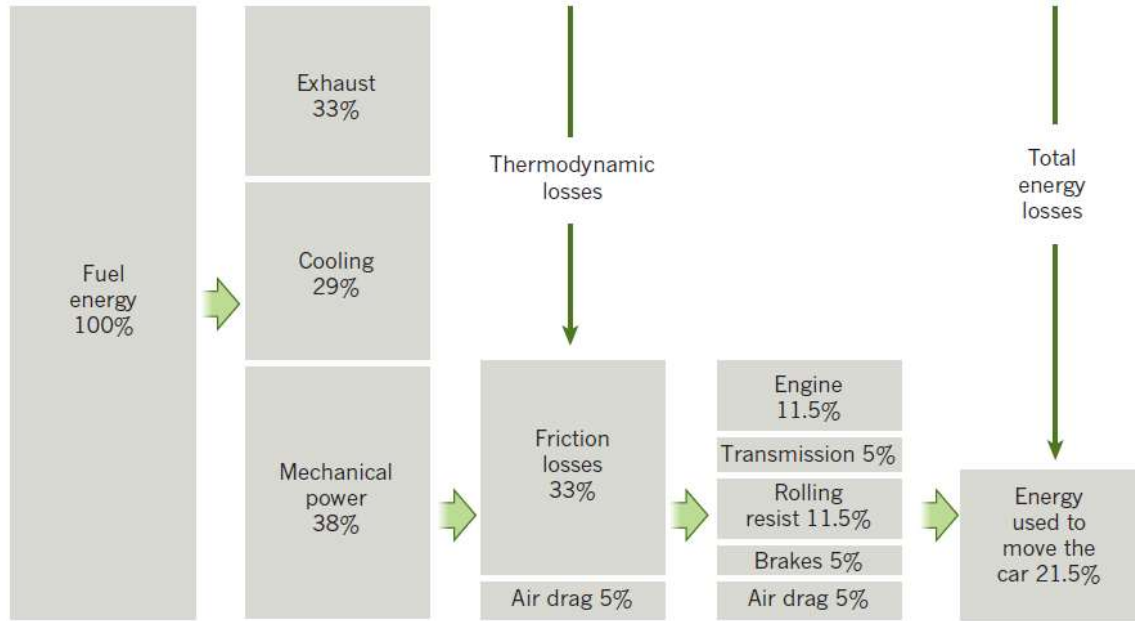 Fuel
energy
100%
Exhaust
33%
Cooling
29%
Mechanical
power
38%
Thermodynamic
losses
Friction
losses
33%
Air drag 5%
Engine
11.5%
Transmission 5%
Rolling
resist 11.5%
Brakes 5%
Air drag 5%
Total
energy
losses
Energy
used to
move the
car 21.5%